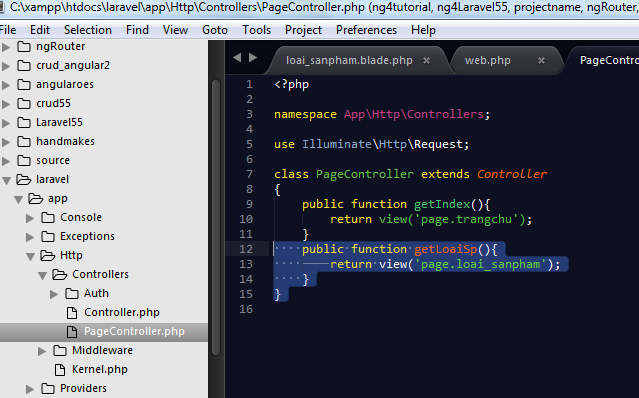 C:\xampp\htdocs\laravel\app\Http\Controllers\PageController.php (ng4tutorial, ng4Laravel55, projectname, ngRouter,
File Edit Selection Find View Goto Tools Project Preferences Help
ngRouter
crud_angular2
angularoes
crud55
Laravel55
handmakes
source
laravel
app
Console
Exceptions
Http
Controllers
Auth
Controller.php
PageController.php
Middleware
Kernel.php
Providers
loai_sanpham.blade.php × web.php × PageContro
1 <?php
2
3 namespace App\Http\Controllers;
4
5 use Illuminate\Http\Request;
6
7 class PageController extends Controller
8 {
9 public function getIndex(){
10 return view('page.trangchu');
11 }
12 public function getLoaiSp(){
13 return view('page.loai_sanpham');
14 }
15 }
16